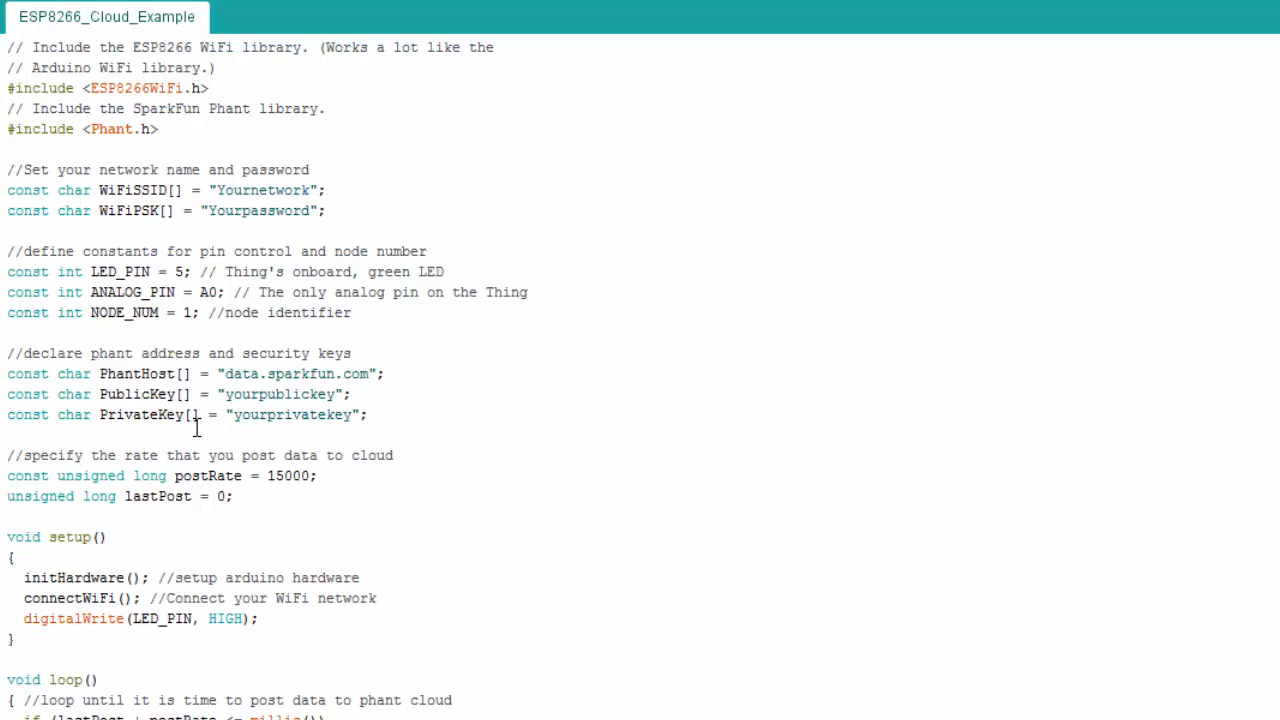 ESP8266_Cloud_Example
// Include the ESP8266 WiFi library. (Works a lot like the
// Arduino WiFi library.)
#include <ESP8266WiFi.h>
// Include the SparkFun Phant library.
#include <Phant.h>
//Set your network name and password
const char WiFiSSID[] = "Yournetwork";
const char WiFiPSK[] = "Yourpassword";
//define constants for pin control and node number
const int LED_PIN = 5; // Thing's onboard, green LED
const int ANALOG_PIN = A0; // The only analog pin on the Thing
const int NODE_NUM = 1; //node identifier
//declare phant address and security keys
const char PhantHost[] = "data.sparkfun.com";
const char PublicKey[] = "yourpublickey";
const char PrivateKey[] = "yourprivatekey";
//specify the rate that you post data to cloud
const unsigned long postRate = 15000;
unsigned long lastPost = 0;
void setup()
{
initHardware(); //setup arduino hardware
connectWiFi(); //Connect your WiFi network
digitalWrite(LED_PIN, HIGH);
}
void loop()
{ //loop until it is time to post data to phant cloud
if (lastPost + postRate <= millis())